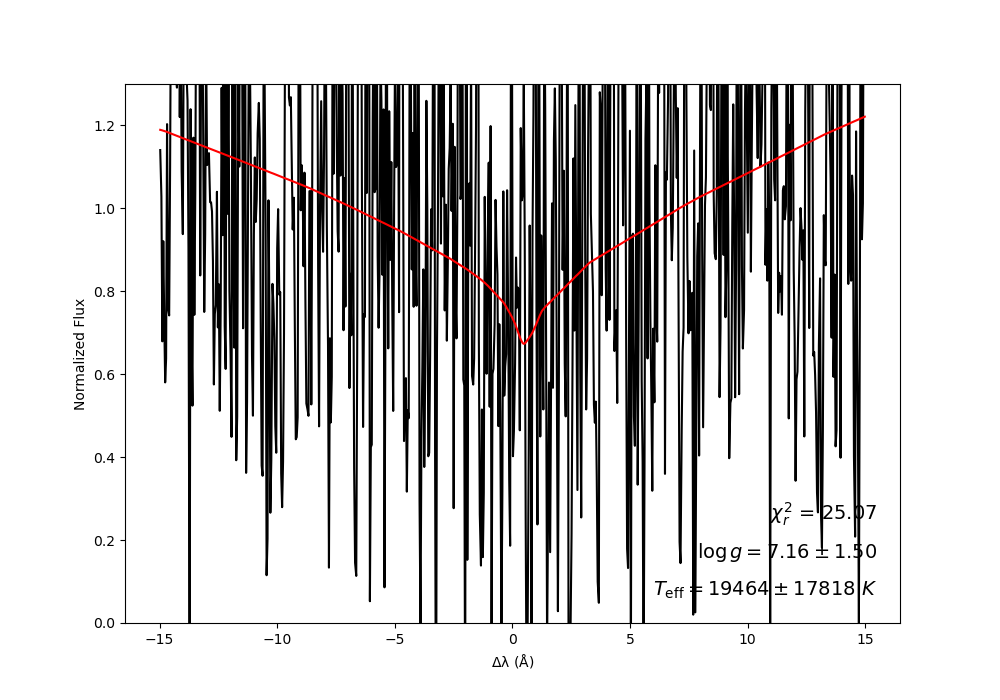 1.2
1.0
0.8
0.6
0.4
0.2
0.0
Normalized Flux
χ²ᵣ = 25.07
log g = 7.16 ± 1.50
T_eff = 19464 ± 17818 K
−15 −10 −5 0 5 10 15
Δλ (Å)